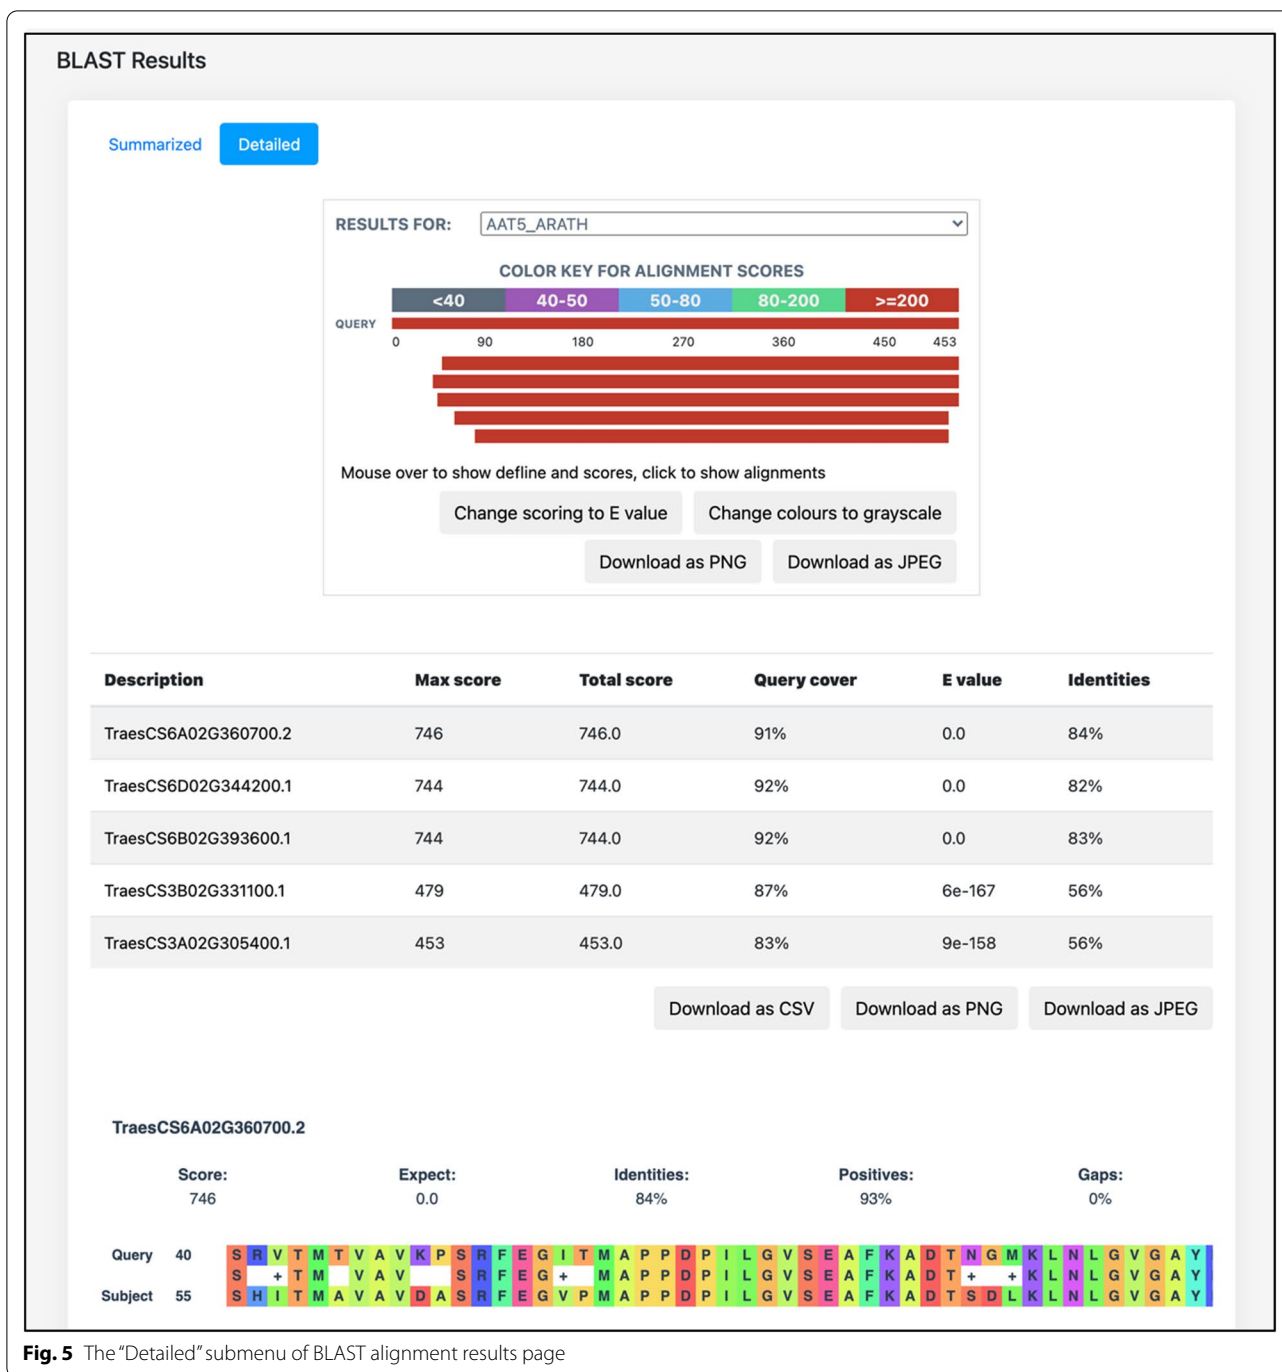 BLAST Results
Summarized Detailed
RESULTS FOR: AAT5_ARATH
COLOR KEY FOR ALIGNMENT SCORES
<40 40-50 50-80 80-200 >=200
QUERY
0 90 180 270 360 450 453
Mouse over to show defline and scores, click to show alignments
Change scoring to E value Change colours to grayscale
Download as PNG Download as JPEG
Description Max score Total score Query cover E value Identities
TraesCS6A02G360700.2 746 746.0 91% 0.0 84%
TraesCS6D02G344200.1 744 744.0 92% 0.0 82%
TraesCS6B02G393600.1 744 744.0 92% 0.0 83%
TraesCS3B02G331100.1 479 479.0 87% 6e-167 56%
TraesCS3A02G305400.1 453 453.0 83% 9e-158 56%
Download as CSV Download as PNG Download as JPEG
TraesCS6A02G360700.2
Score: Expect: Identities: Positives: Gaps:
746 0.0 84% 93% 0%
Query 40 S R V T M T V A V K P S R F E G I T M A P P D P I L G V S E A F K A D T N G M K L N L G V G A Y
S + T M V A V S R F E G + M A P P D P I L G V S E A F K A D T + + K L N L G V G A Y
Subject 55 S H I T M A V A V D A S R F E G V P M A P P D P I L G V S E A F K A D T S D L K L N L G V G A Y
Fig. 5 The "Detailed" submenu of BLAST alignment results page